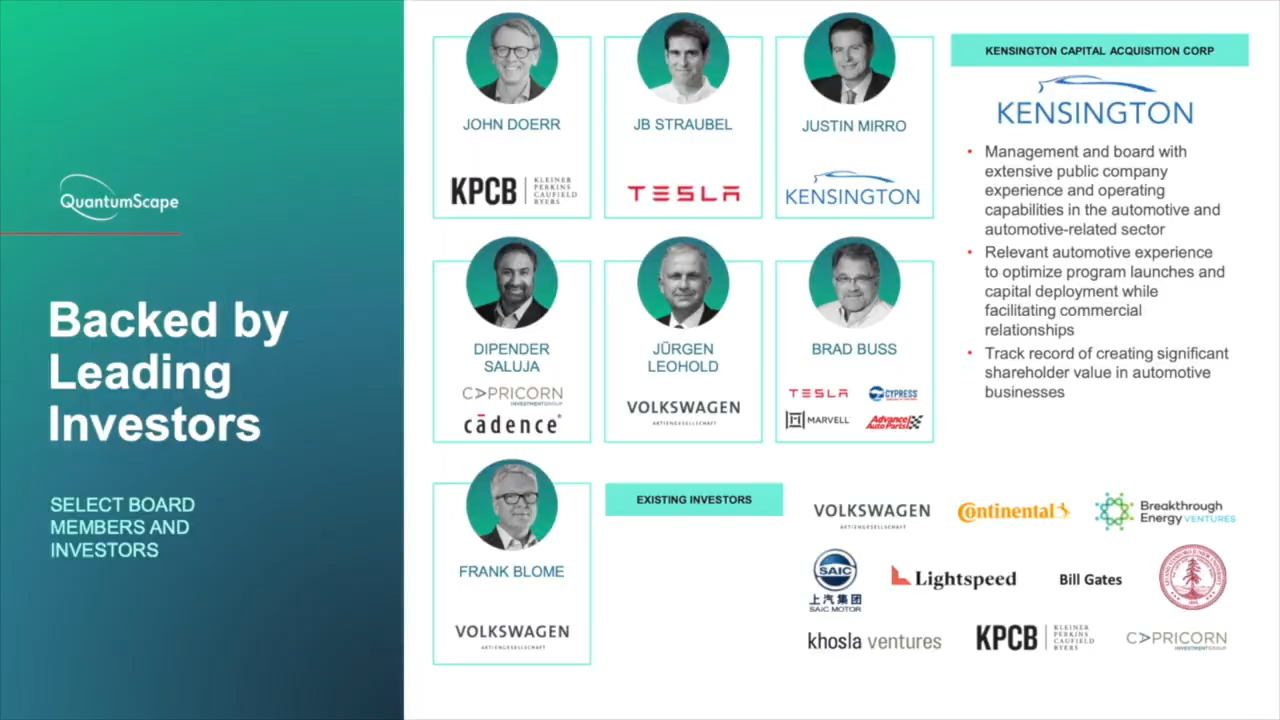 QuantumScape
Backed by
Leading
Investors
SELECT BOARD
MEMBERS AND
INVESTORS
JOHN DOERR
KPCB KLEINER
PERKINS
CAUFIELD
BYERS
JB STRAUBEL
TESLA
JUSTIN MIRRO
KENSINGTON
DIPENDER
SALUJA
CAPRICORN
INVESTMENTGROUP
cādence®
JÜRGEN
LEOHOLD
VOLKSWAGEN
AKTIENGESELLSCHAFT
BRAD BUSS
TESLA
CYPRESS
MARVELL
Advance
Auto Parts
FRANK BLOME
VOLKSWAGEN
AKTIENGESELLSCHAFT
KENSINGTON CAPITAL ACQUISITION CORP
KENSINGTON
• Management and board with
extensive public company
experience and operating
capabilities in the automotive and
automotive-related sector
• Relevant automotive experience
to optimize program launches and
capital deployment while
facilitating commercial
relationships
• Track record of creating significant
shareholder value in automotive
businesses
EXISTING INVESTORS
VOLKSWAGEN
AKTIENGESELLSCHAFT
Continental
Breakthrough
Energy VENTURES
SAIC
上汽集团
SAIC MOTOR
Lightspeed
Bill Gates
khosla ventures
KPCB KLEINER
PERKINS
CAUFIELD
BYERS
CAPRICORN
INVESTMENTGROUP